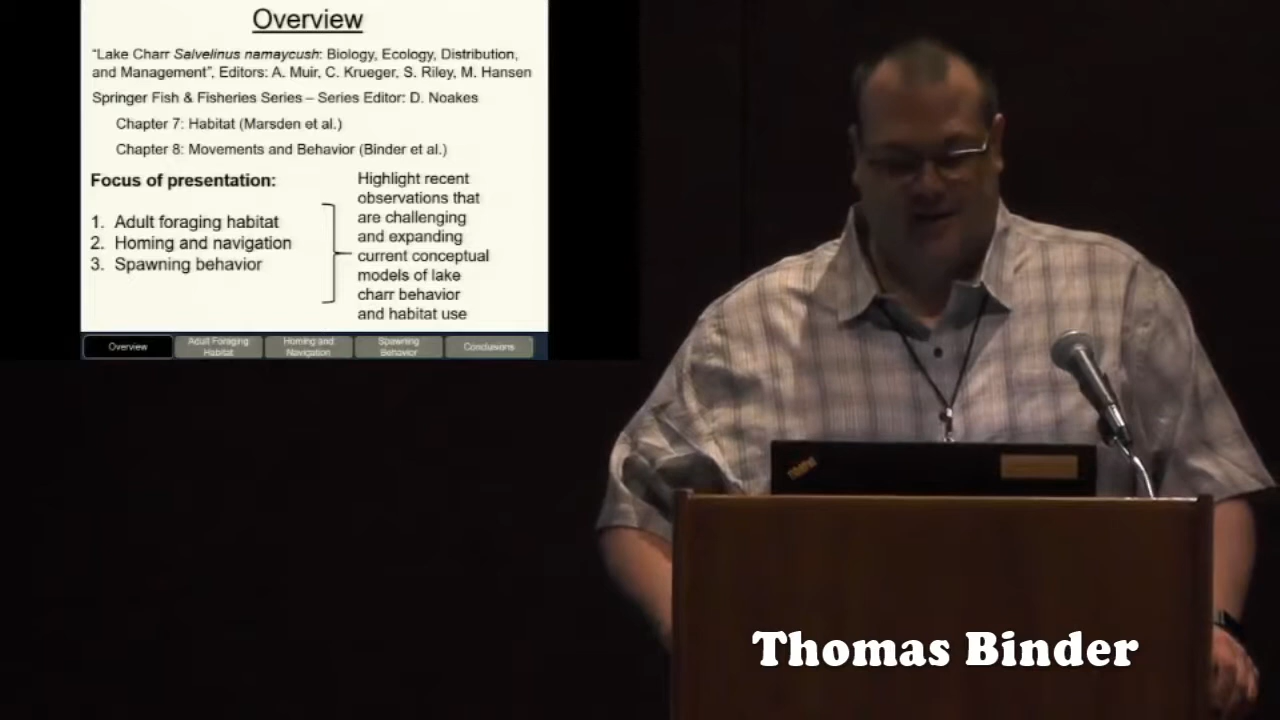 Overview
"Lake Charr Salvelinus namaycush: Biology, Ecology, Distribution,
and Management", Editors: A. Muir, C. Krueger, S. Riley, M. Hansen
Springer Fish & Fisheries Series – Series Editor: D. Noakes
Chapter 7: Habitat (Marsden et al.)
Chapter 8: Movements and Behavior (Binder et al.)
Focus of presentation:
1. Adult foraging habitat
2. Homing and navigation
3. Spawning behavior
Highlight recent
observations that
are challenging
and expanding
current conceptual
models of lake
charr behavior
and habitat use
Overview
Adult Foraging
Habitat
Homing and
Navigation
Spawning
Behavior
Conclusions
Thomas Binder